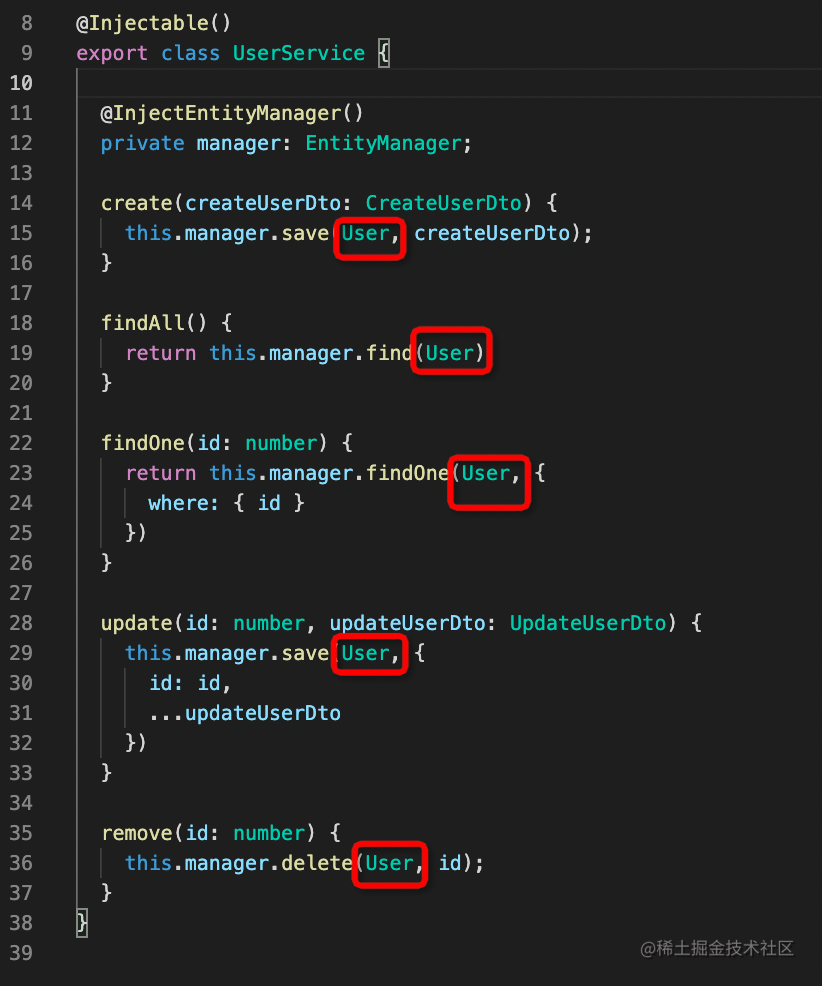 8 @Injectable()
9 export class UserService {
10
11 @InjectEntityManager()
12 private manager: EntityManager;
13
14 create(createUserDto: CreateUserDto) {
15 this.manager.save(User, createUserDto);
16 }
17
18 findAll() {
19 return this.manager.find(User)
20 }
21
22 findOne(id: number) {
23 return this.manager.findOne(User, {
24 where: { id }
25 })
26 }
27
28 update(id: number, updateUserDto: UpdateUserDto) {
29 this.manager.save(User, {
30 id: id,
31 ...updateUserDto
32 })
33 }
34
35 remove(id: number) {
36 this.manager.delete(User, id);
37 }
38 }
39
@稀土掘金技术社区